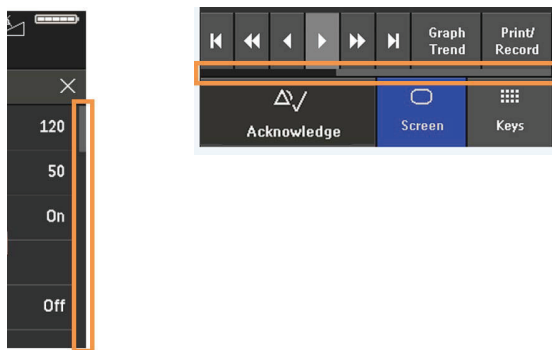 120
50
On
Off
Graph
Trend
Print/
Record
Acknowledge
Screen
Keys